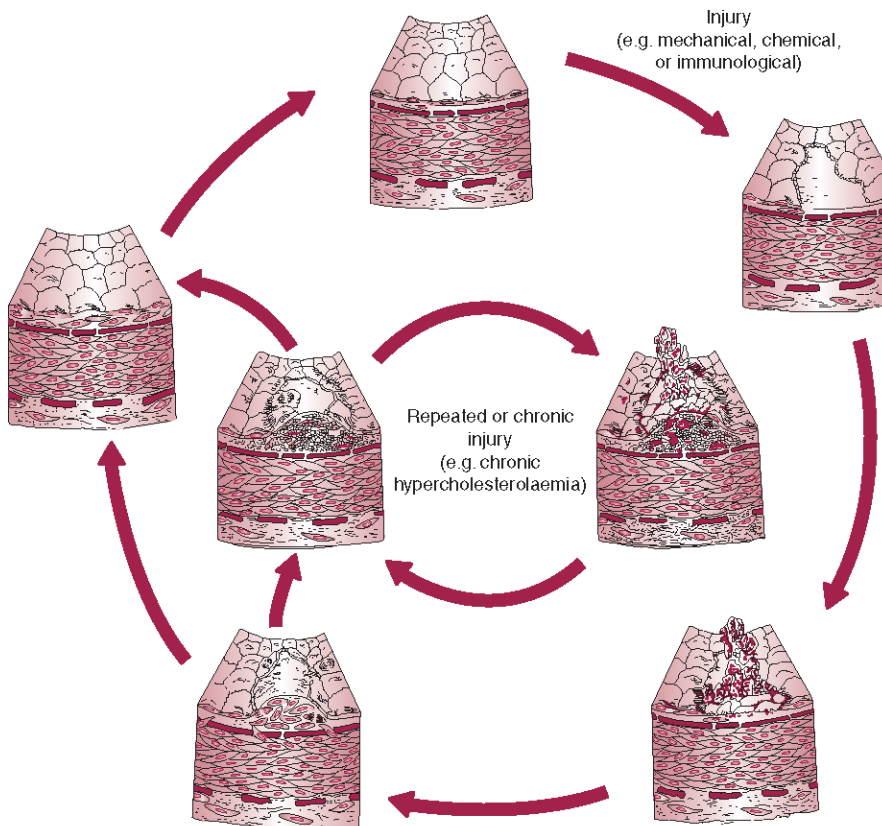 Injury
(e.g. mechanical, chemical,
or immunological)
Repeated or chronic
injury
(e.g. chronic
hypercholesterolaemia)